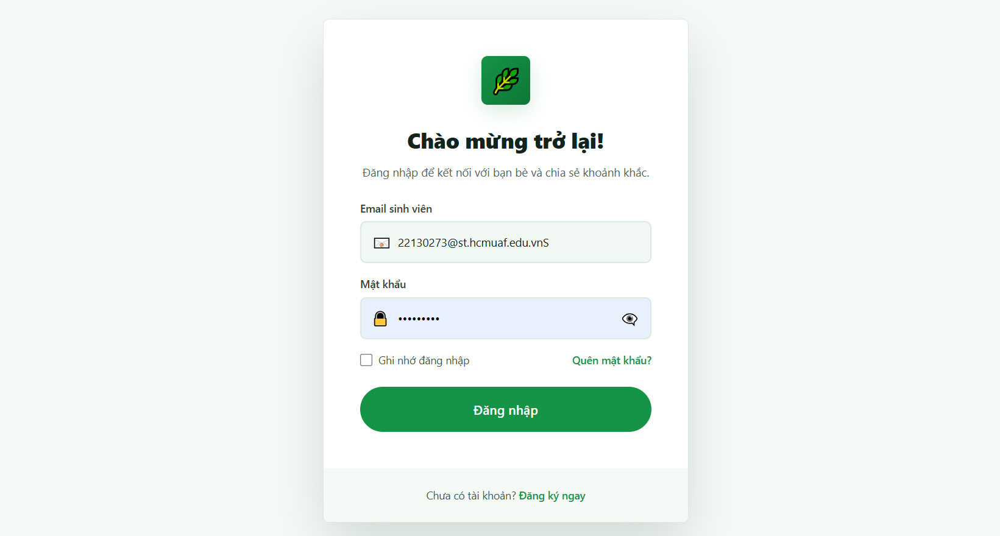 Chào mừng trở lại!
Đăng nhập để kết nối với bạn bè và chia sẻ khoảnh khắc.
Email sinh viên
22130273@st.hcmuaf.edu.vnS
Mật khẩu
•••••••••
Ghi nhớ đăng nhập Quên mật khẩu?
Đăng nhập
Chưa có tài khoản? Đăng ký ngay